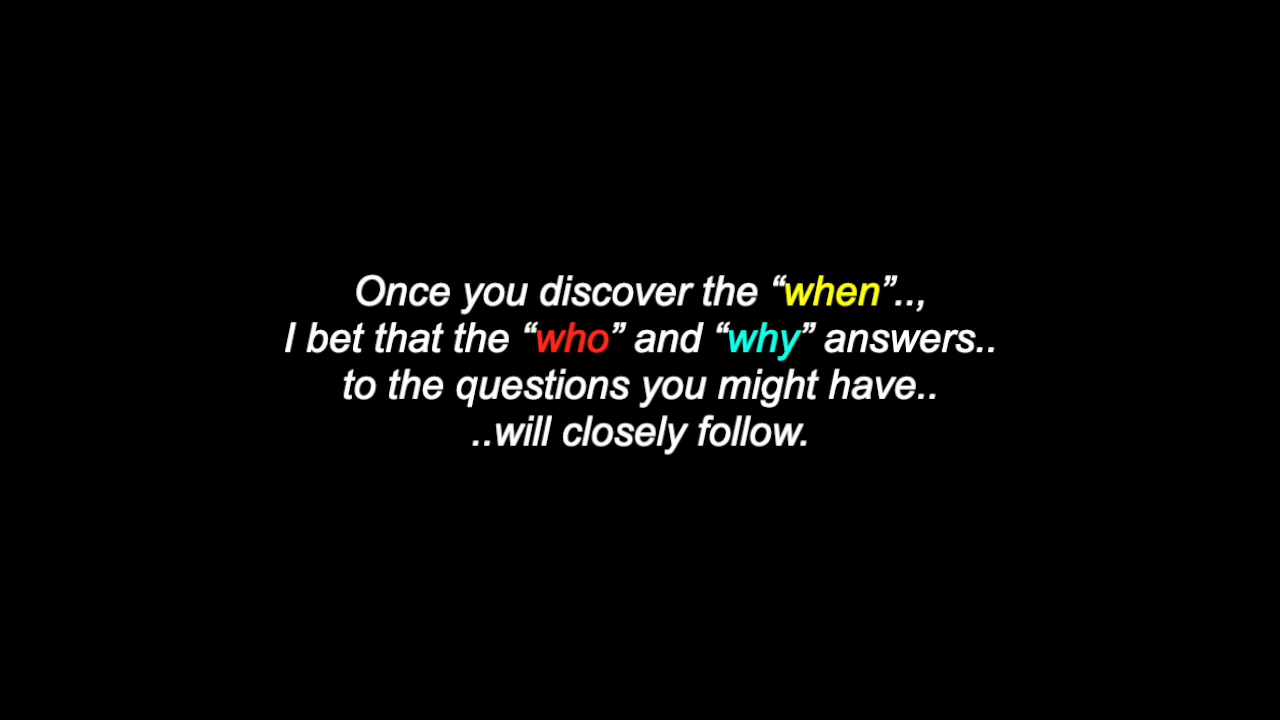 Once you discover the “when”..,
I bet that the “who” and “why” answers..
to the questions you might have..
..will closely follow.